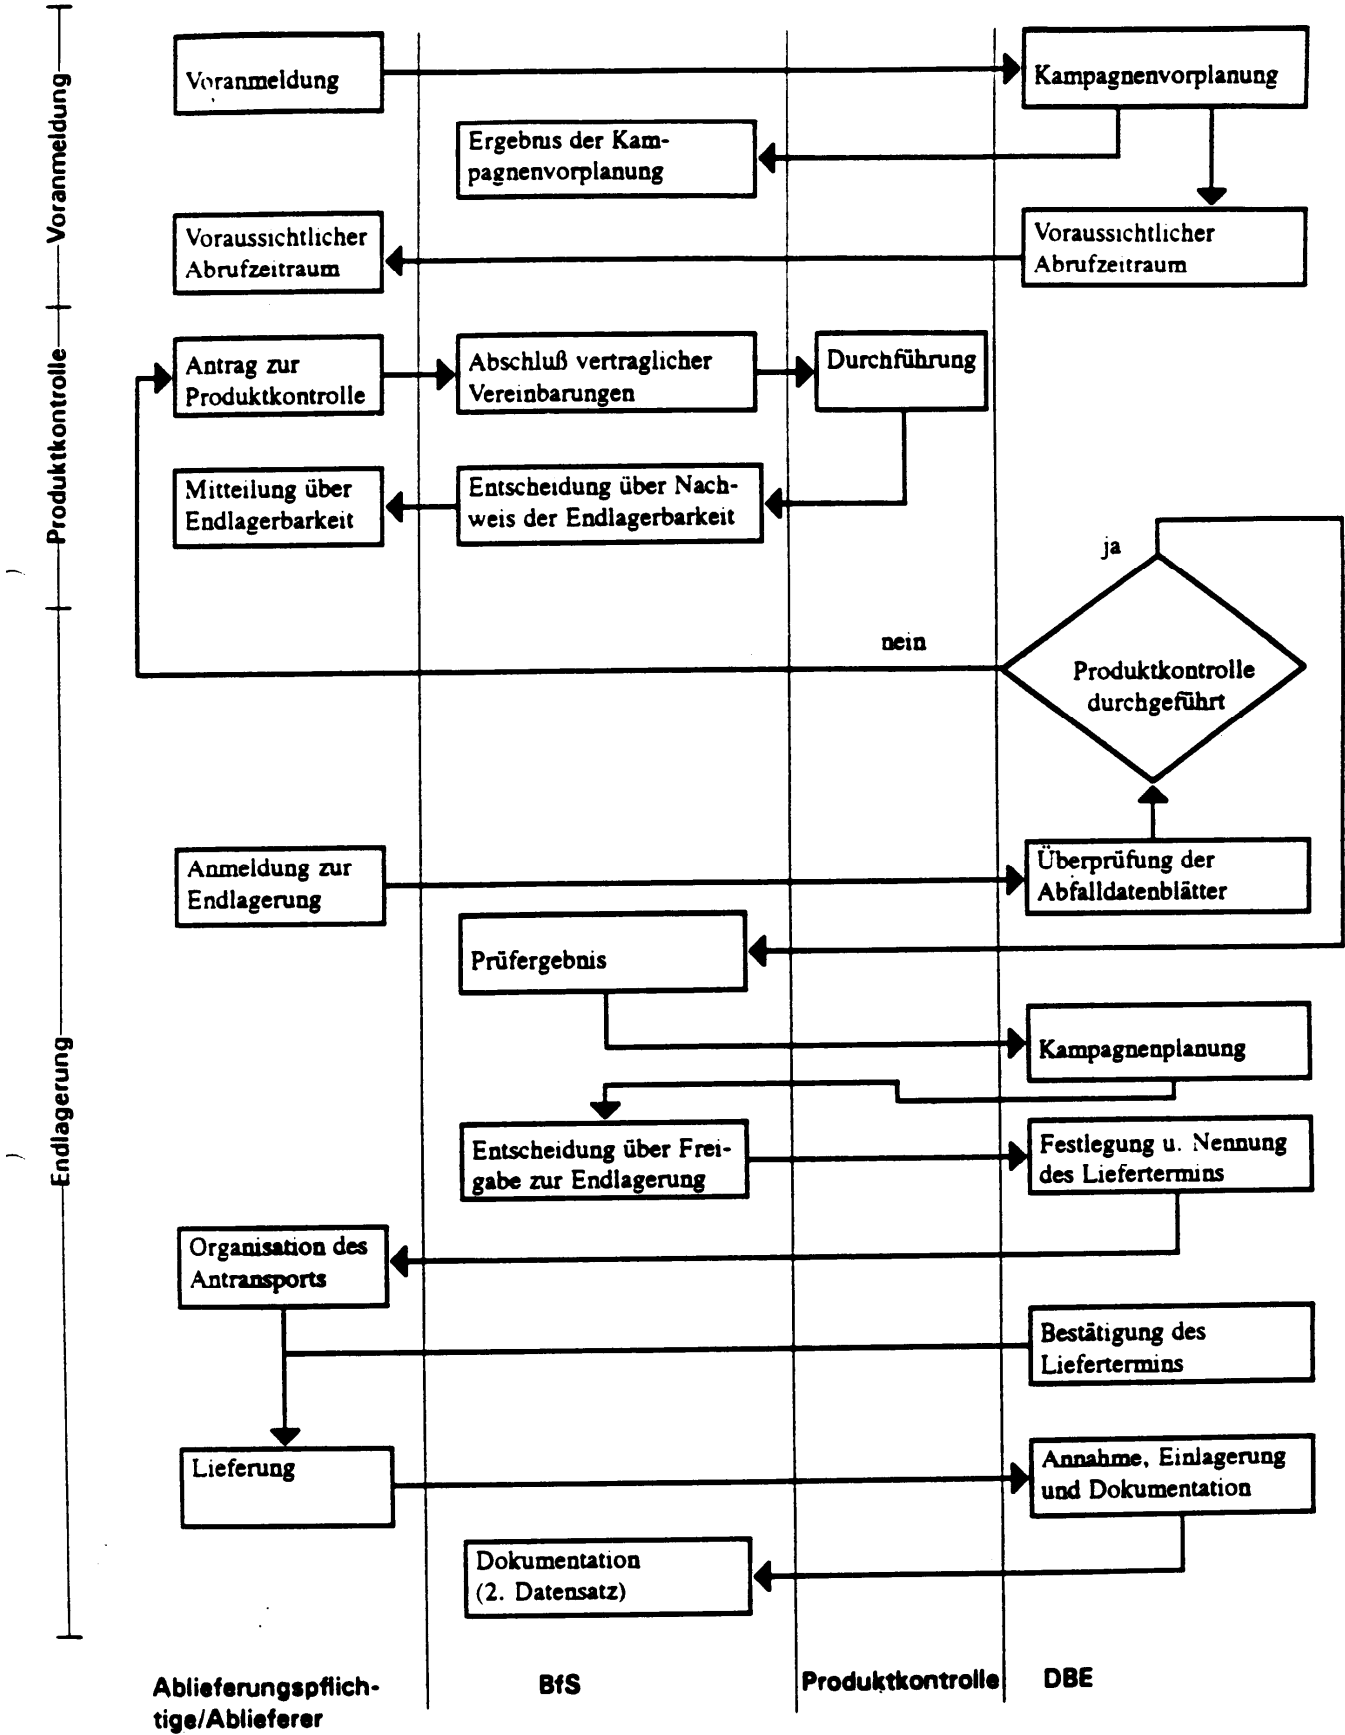 Voranmeldung
Voranmeldung
Kampagnenvorplanung
Ergebnis der Kam-
pagnenvorplanung
Voraussichtlicher
Abrufzeitraum
Voraussichtlicher
Abrufzeitraum
Produktkontrolle
Antrag zur
Produktkontrolle
Abschluß vertraglicher
Vereinbarungen
Durchführung
Mitteilung über
Endlagerbarkeit
Entscheidung über Nach-
weis der Endlagerbarkeit
ja
nein
Produktkontrolle
durchgeführt
Endlagerung
Anmeldung zur
Endlagerung
Überprüfung der
Abfalldatenblätter
Prüfergebnis
Kampagnenplanung
Entscheidung über Frei-
gabe zur Endlagerung
Festlegung u. Nennung
des Liefertermins
Organisation des
Antransports
Bestätigung des
Liefertermins
Lieferung
Annahme, Einlagerung
und Dokumentation
Dokumentation
(2. Datensatz)
Ablieferungspflich-
tige/Ablieferer
BfS
Produktkontrolle
DBE